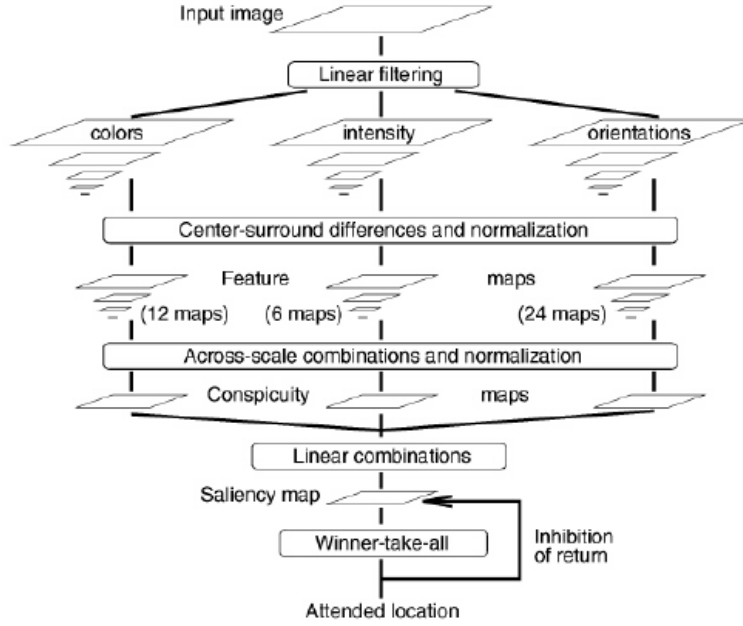 Input image
Linear filtering
colors
intensity
orientations
Center-surround differences and normalization
Feature maps
(12 maps)
(6 maps)
(24 maps)
Across-scale combinations and normalization
Conspicuity maps
Linear combinations
Saliency map
Winner-take-all
Inhibition
of return
Attended location